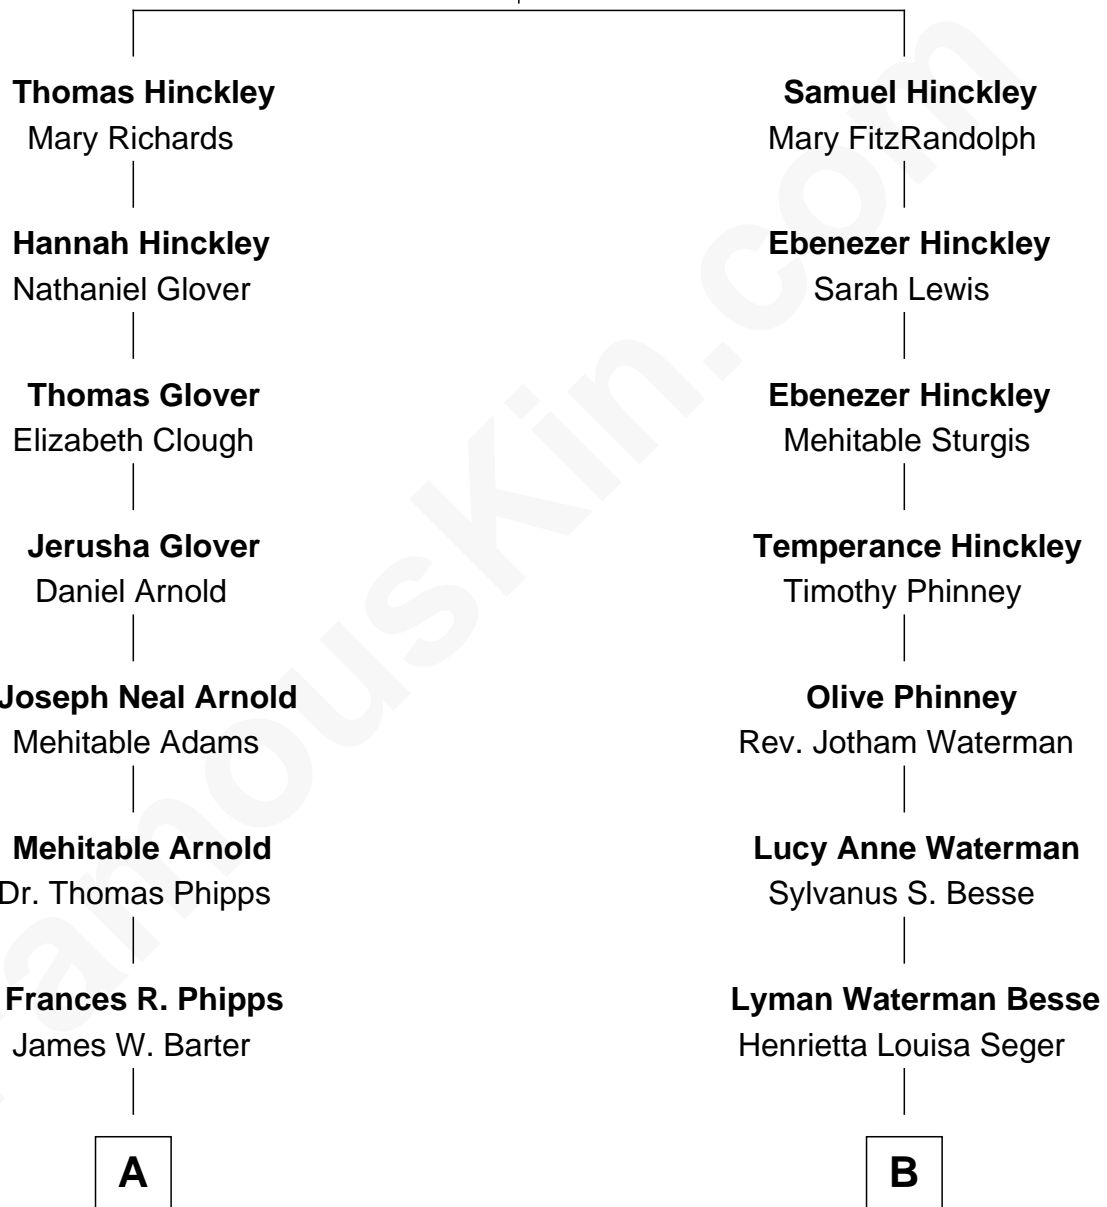 Thomas Hinckley
Mary Richards
Hannah Hinckley
Nathaniel Glover
Thomas Glover
Elizabeth Clough
Jerusha Glover
Daniel Arnold
Joseph Neal Arnold
Mehitable Adams
Mehitable Arnold
Dr. Thomas Phipps
Frances R. Phipps
James W. Barter
A
Samuel Hinckley
Mary FitzRandolph
Ebenezer Hinckley
Sarah Lewis
Ebenezer Hinckley
Mehitable Sturgis
Temperance Hinckley
Timothy Phinney
Olive Phinney
Rev. Jotham Waterman
Lucy Anne Waterman
Sylvanus S. Besse
Lyman Waterman Besse
Henrietta Louisa Seger
B
FamousKin.com